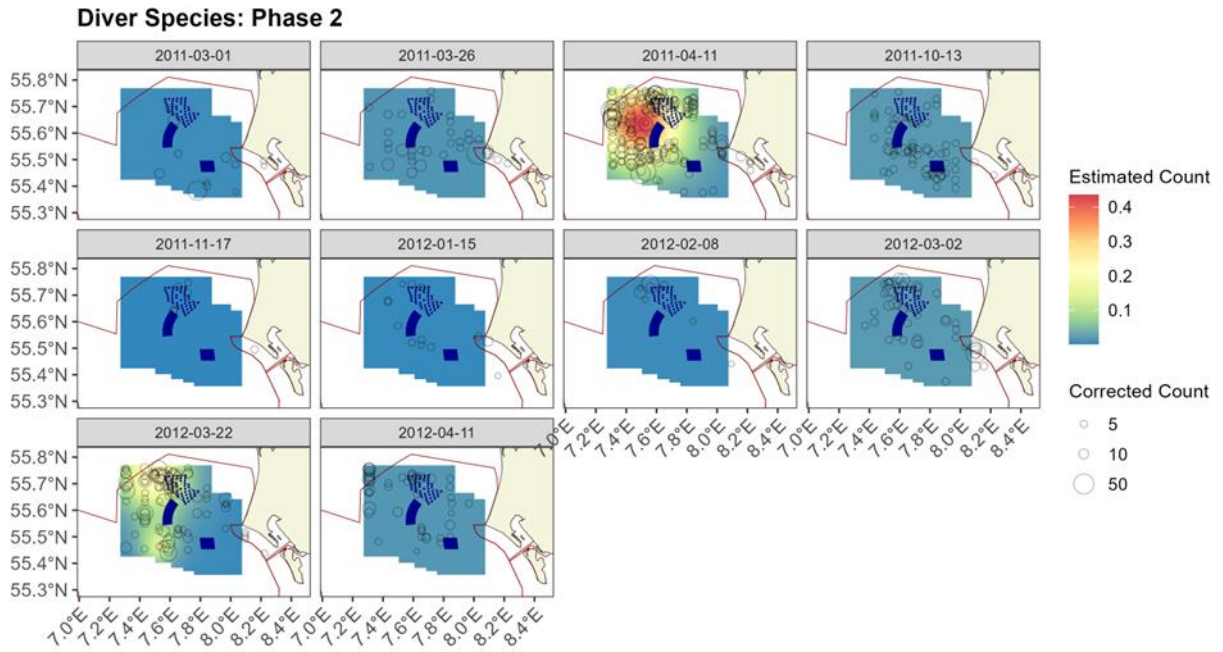 Diver Species: Phase 2
2011-03-01 2011-03-26 2011-04-11 2011-10-13
55.8°N
55.7°N
55.6°N
55.5°N
55.4°N
55.3°N
2011-11-17 2012-01-15 2012-02-08 2012-03-02
55.8°N
55.7°N
55.6°N
55.5°N
55.4°N
55.3°N
7.0°E 7.2°E 7.4°E 7.6°E 7.8°E 8.0°E 8.2°E 8.4°E 7.0°E 7.2°E 7.4°E 7.6°E 7.8°E 8.0°E 8.2°E 8.4°E
2012-03-22 2012-04-11
55.8°N
55.7°N
55.6°N
55.5°N
55.4°N
55.3°N
7.0°E 7.2°E 7.4°E 7.6°E 7.8°E 8.0°E 8.2°E 8.4°E 7.0°E 7.2°E 7.4°E 7.6°E 7.8°E 8.0°E 8.2°E 8.4°E
Estimated Count
0.4
0.3
0.2
0.1
Corrected Count
5
10
50